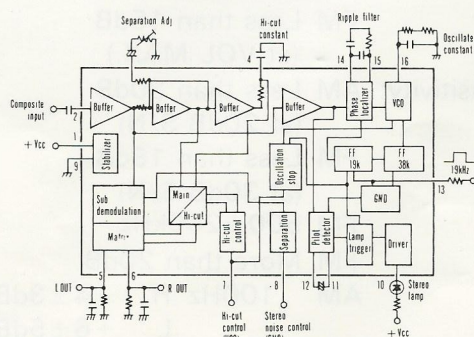 Separation Adj
Hi-cut
constant
Ripple filter
Oscillate
constant
3
4
14
15
16
Composite
input
2
Buffer
Buffer
Buffer
Buffer
Phase
localizer
VCO
+Vcc
1
9
Stabilizer
Oscillation
stop
FF
19k
FF
38k
19kHz
13
GND
Sub
demodulation
Main
Hi-cut
Matrix
Hi-cut
control
Separation
Pilot
detector
Lamp
trigger
Driver
5
6
7
8
12
11
10
L OUT
R OUT
Stereo
lamp
Hi-cut
control
Stereo
noise control
+Vcc